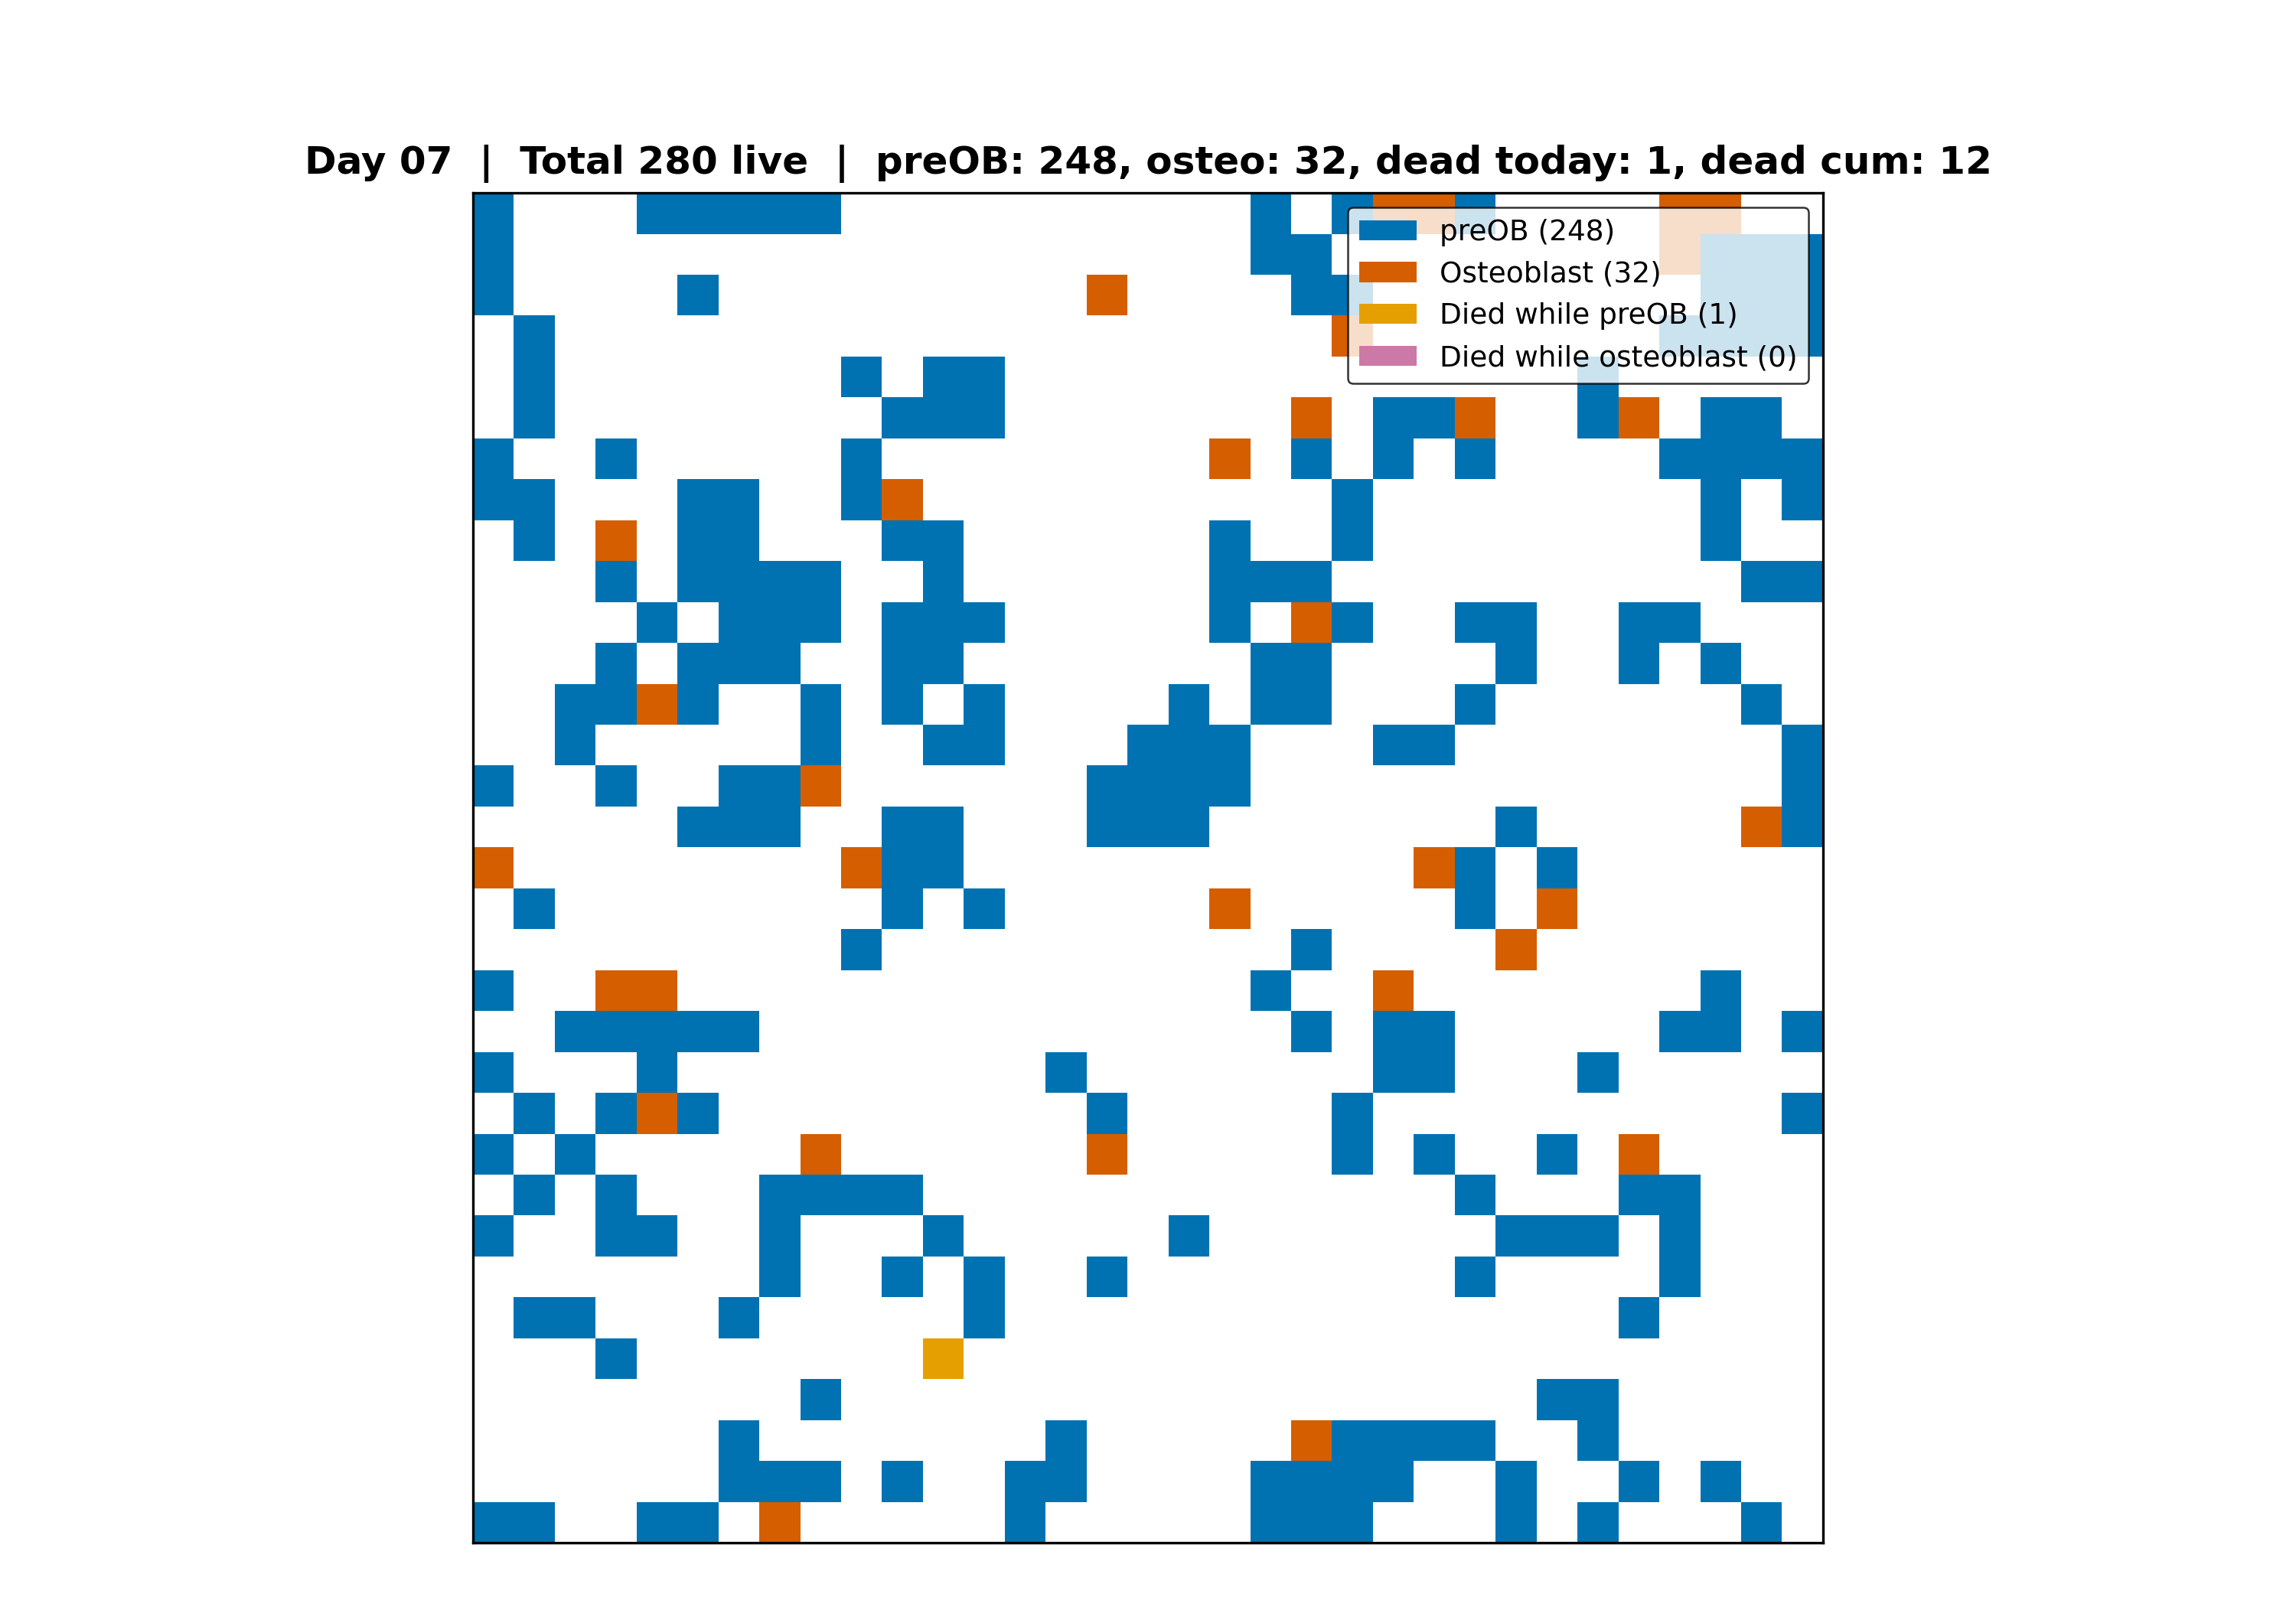 Day 07 | Total 280 live | preOB: 248, osteo: 32, dead today: 1, dead cum: 12
preOB (248)
Osteoblast (32)
Died while preOB (1)
Died while osteoblast (0)